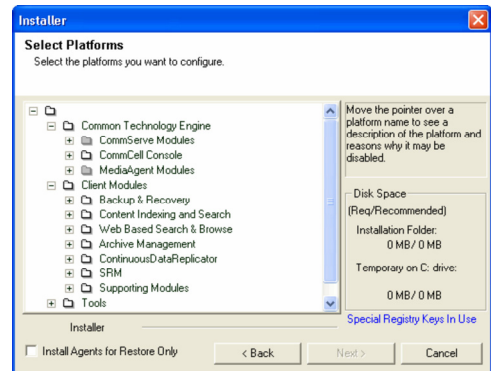 Installer
Select Platforms
Select the platforms you want to configure.
Common Technology Engine
CommServe Modules
CommCell Console
MediaAgent Modules
Client Modules
Backup & Recovery
Content Indexing and Search
Web Based Search & Browse
Archive Management
ContinuousDataReplicator
SRM
Supporting Modules
Tools
Move the pointer over a
platform name to see a
description of the platform and
reasons why it may be
disabled.
Disk Space
(Req/Recommended)
Installation Folder:
0 MB/ 0 MB
Temporary on C: drive:
0 MB/ 0 MB
Special Registry Keys In Use
Installer
Install Agents for Restore Only
< Back
Next >
Cancel